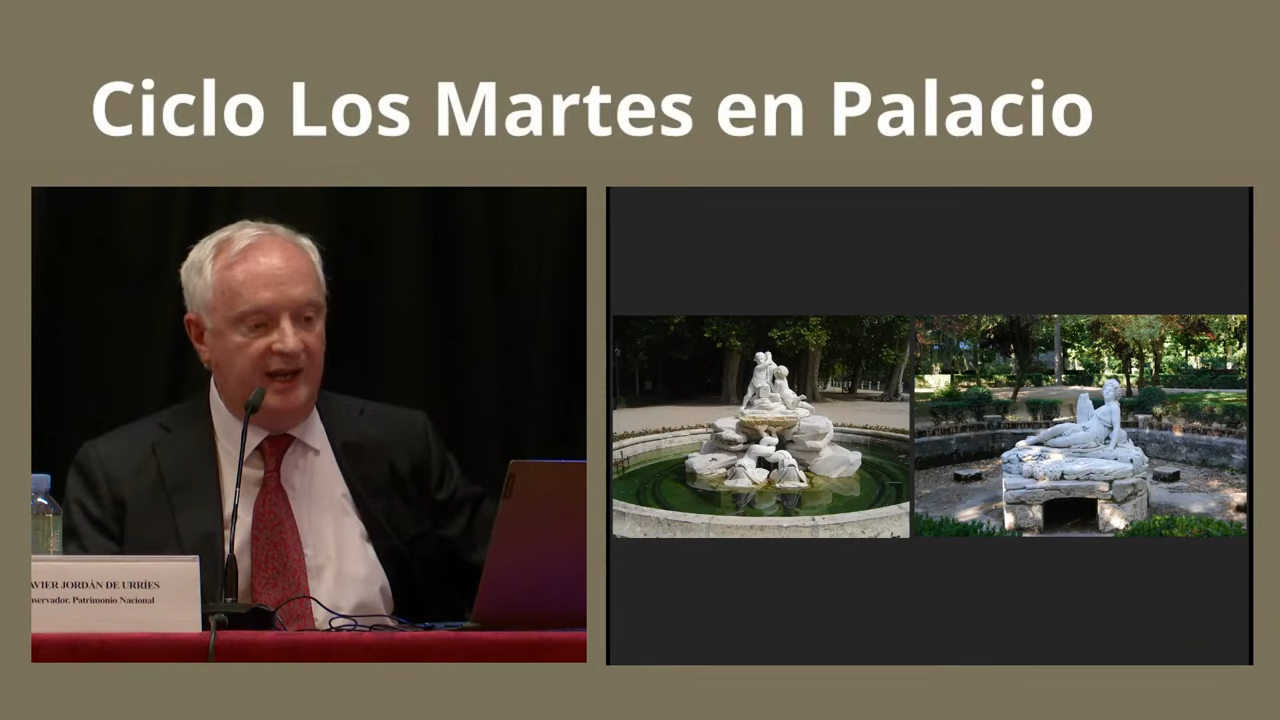 Ciclo Los Martes en Palacio
AVIER JORDÁN DE URRÍES
nservador. Patrimonio Nacional